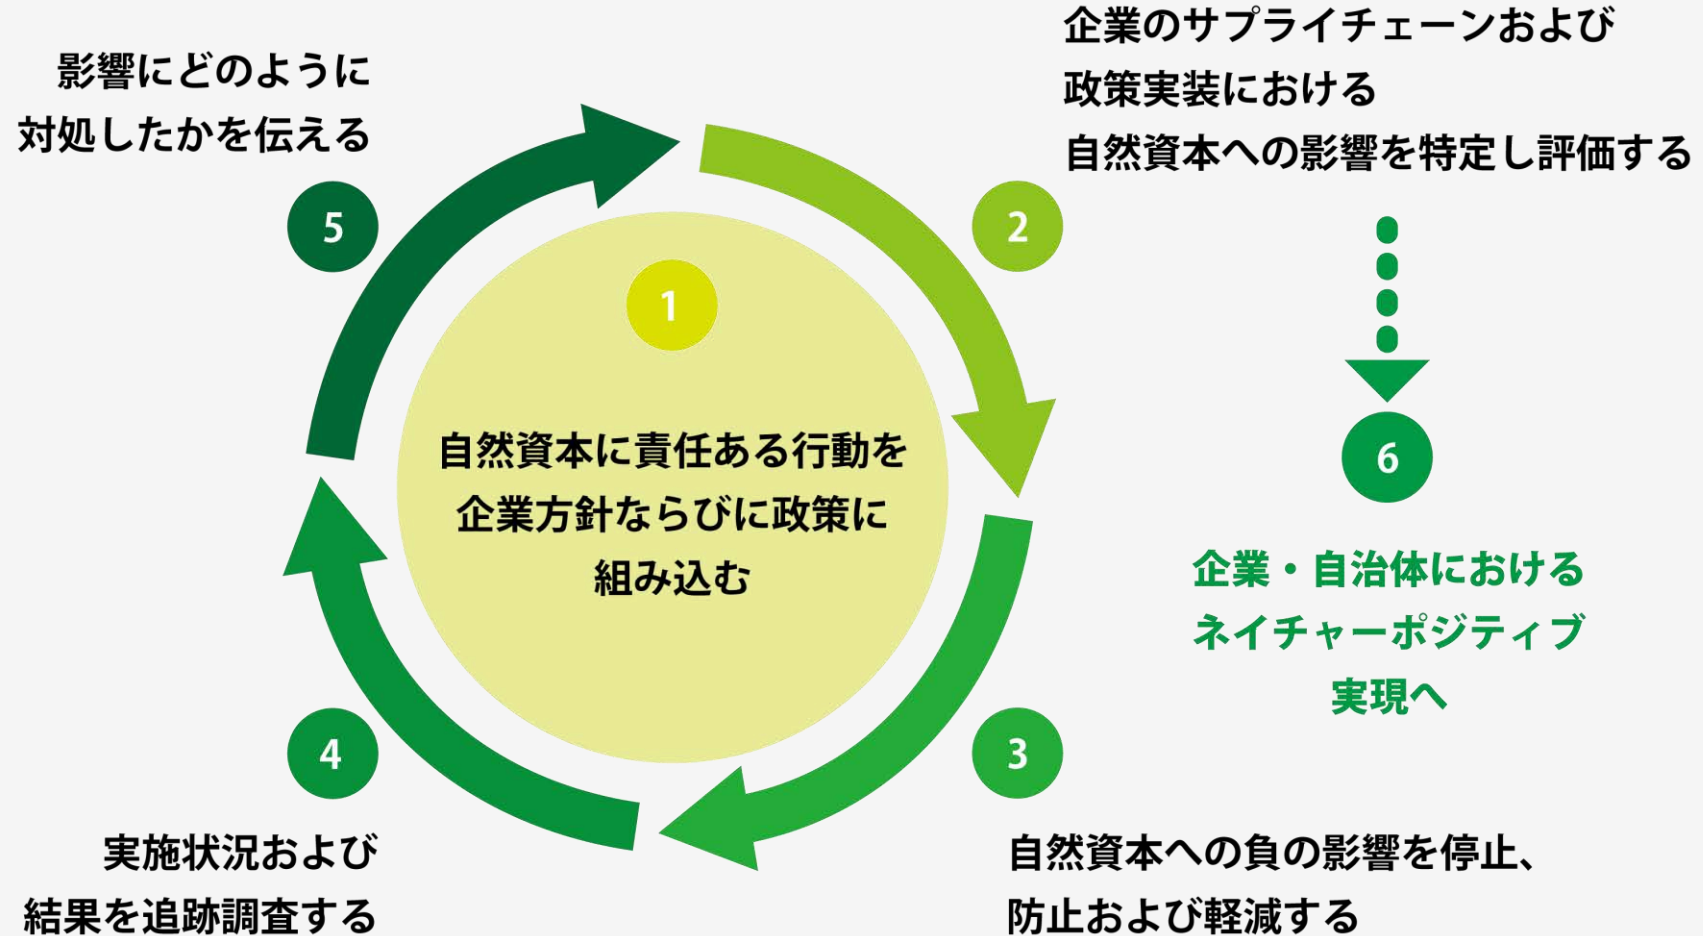 1
自然資本に責任ある行動を
企業方針ならびに政策に
組み込む
2
企業のサプライチェーンおよび
政策実装における
自然資本への影響を特定し評価する
3
自然資本への負の影響を停止、
防止および軽減する
4
実施状況および
結果を追跡調査する
5
影響にどのように
対処したかを伝える
6
企業・自治体における
ネイチャーポジティブ
実現へ